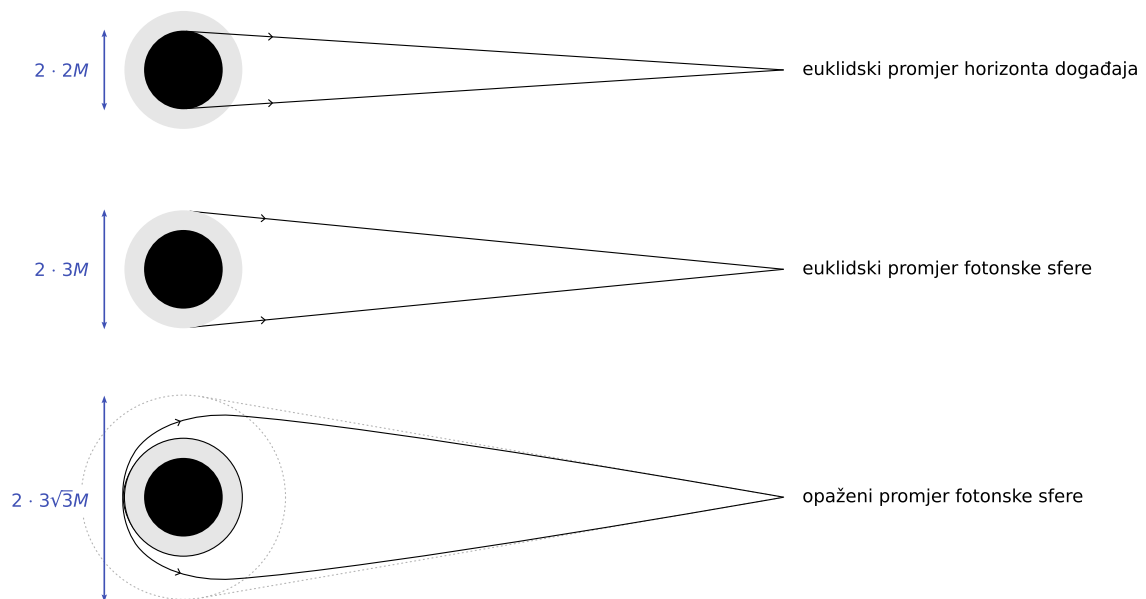 2 · 2M
euklidski promjer horizonta događaja
2 · 3M
euklidski promjer fotonske sfere
2 · 3√3M
opaženi promjer fotonske sfere